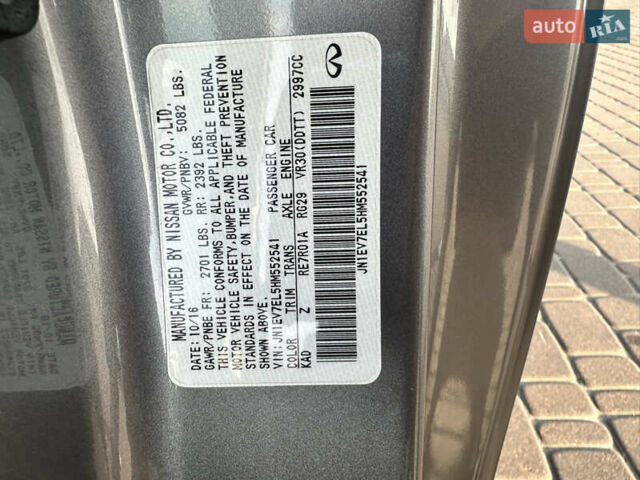 auto RIA
MANUFACTURED BY NISSAN MOTOR CO.,LTD.
DATE: 10/16 GVWR/PNBV: 5082 LBS.
GAWR/PNBE FR: 2701 LBS. RR: 2392 LBS.
THIS VEHICLE CONFORMS TO ALL APPLICABLE FEDERAL
MOTOR VEHICLE SAFETY,BUMPER,AND THEFT PREVENTION
STANDARDS IN EFFECT ON THE DATE OF MANUFACTURE
SHOWN ABOVE.
VIN: JN1EV7EL5HM552541 PASSENGER CAR
COLOR TRIM TRANS AXLE ENGINE
KAD Z RE7R01A RG29 VR30(DDTT) 2997CC
JN1EV7EL5HM552541